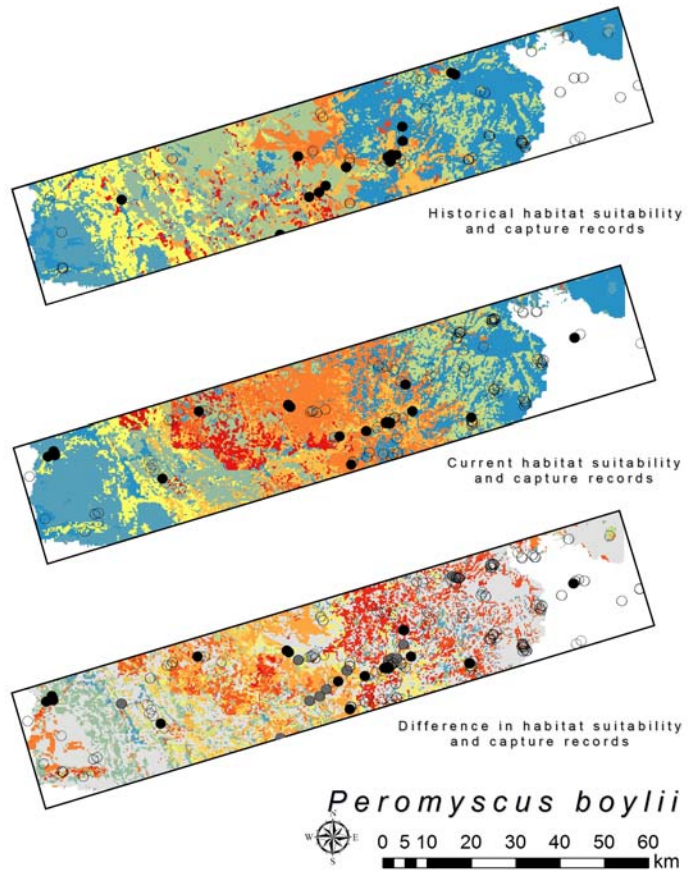 Historical habitat suitability
and capture records
Current habitat suitability
and capture records
Difference in habitat suitability
and capture records
Peromyscus boylii
N
W E
S
0 5 10 20 30 40 50 60
km